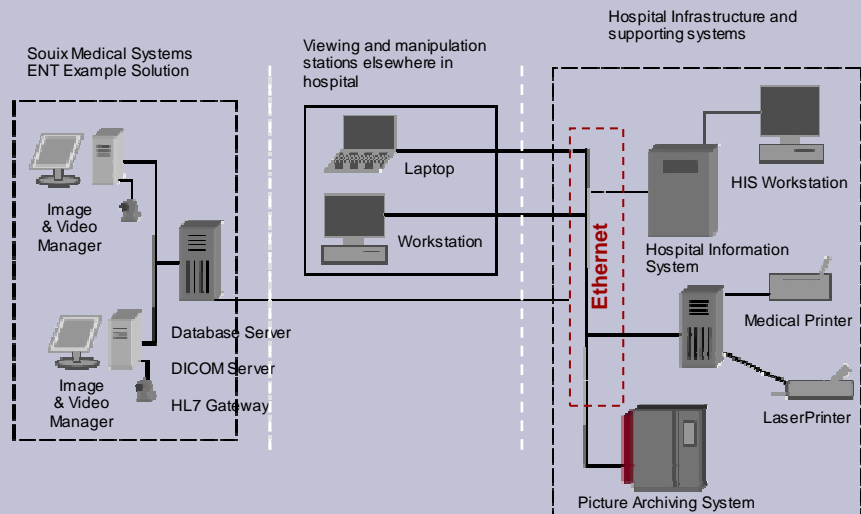 Souix Medical Systems
ENT Example Solution
Image
& Video
Manager
Image
& Video
Manager
Database Server
DICOM Server
HL7 Gateway
Viewing and manipulation
stations elsewhere in
hospital
Laptop
Workstation
Ethernet
Hospital Infrastructure and
supporting systems
HIS Workstation
Hospital Information
System
Medical Printer
LaserPrinter
Picture Archiving System